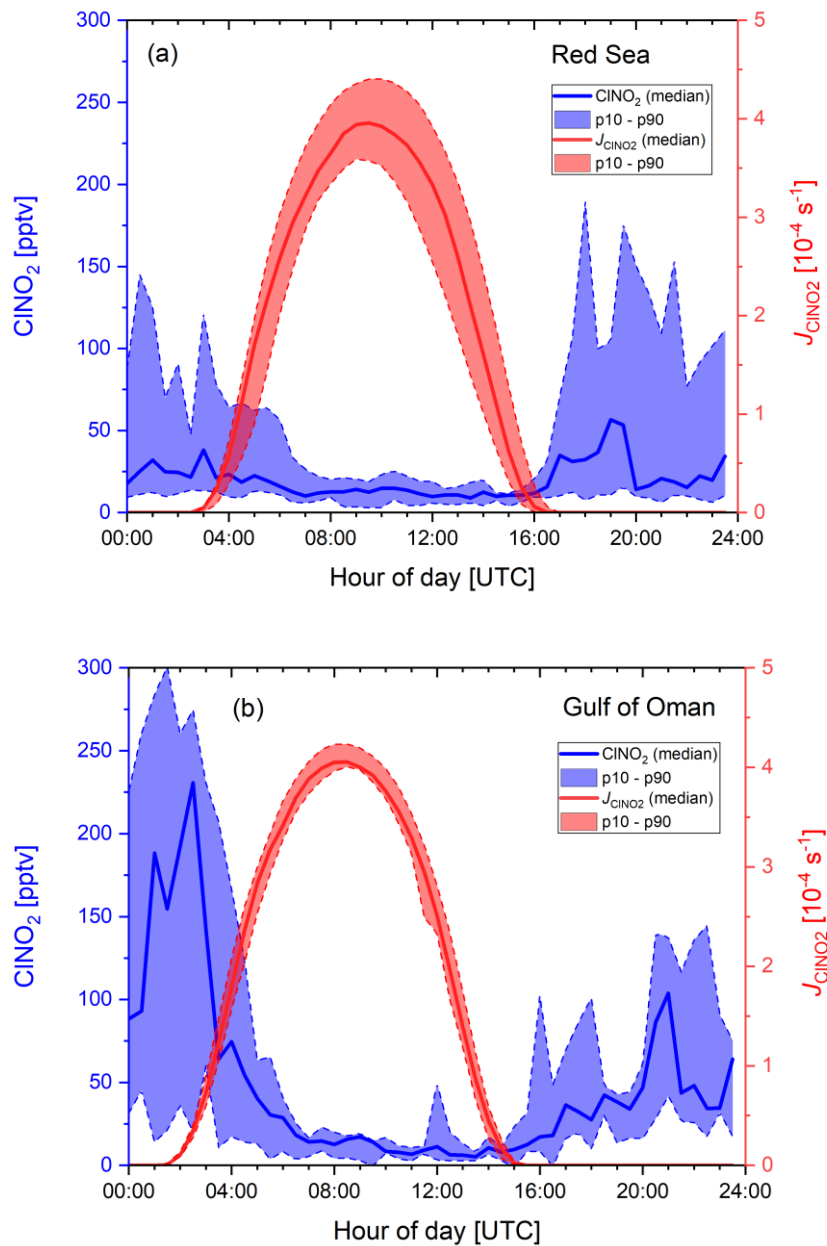 (a)
Red Sea
ClNO₂ (median)
p10 - p90
J_ClNO2 (median)
p10 - p90
ClNO₂ [pptv]
300
250
200
150
100
50
0
J_ClNO2 [10⁻⁴ s⁻¹]
5
4
3
2
1
0
00:00 04:00 08:00 12:00 16:00 20:00 24:00
Hour of day [UTC]
(b)
Gulf of Oman
ClNO₂ (median)
p10 - p90
J_ClNO2 (median)
p10 - p90
ClNO₂ [pptv]
300
250
200
150
100
50
0
J_ClNO2 [10⁻⁴ s⁻¹]
5
4
3
2
1
0
00:00 04:00 08:00 12:00 16:00 20:00 24:00
Hour of day [UTC]